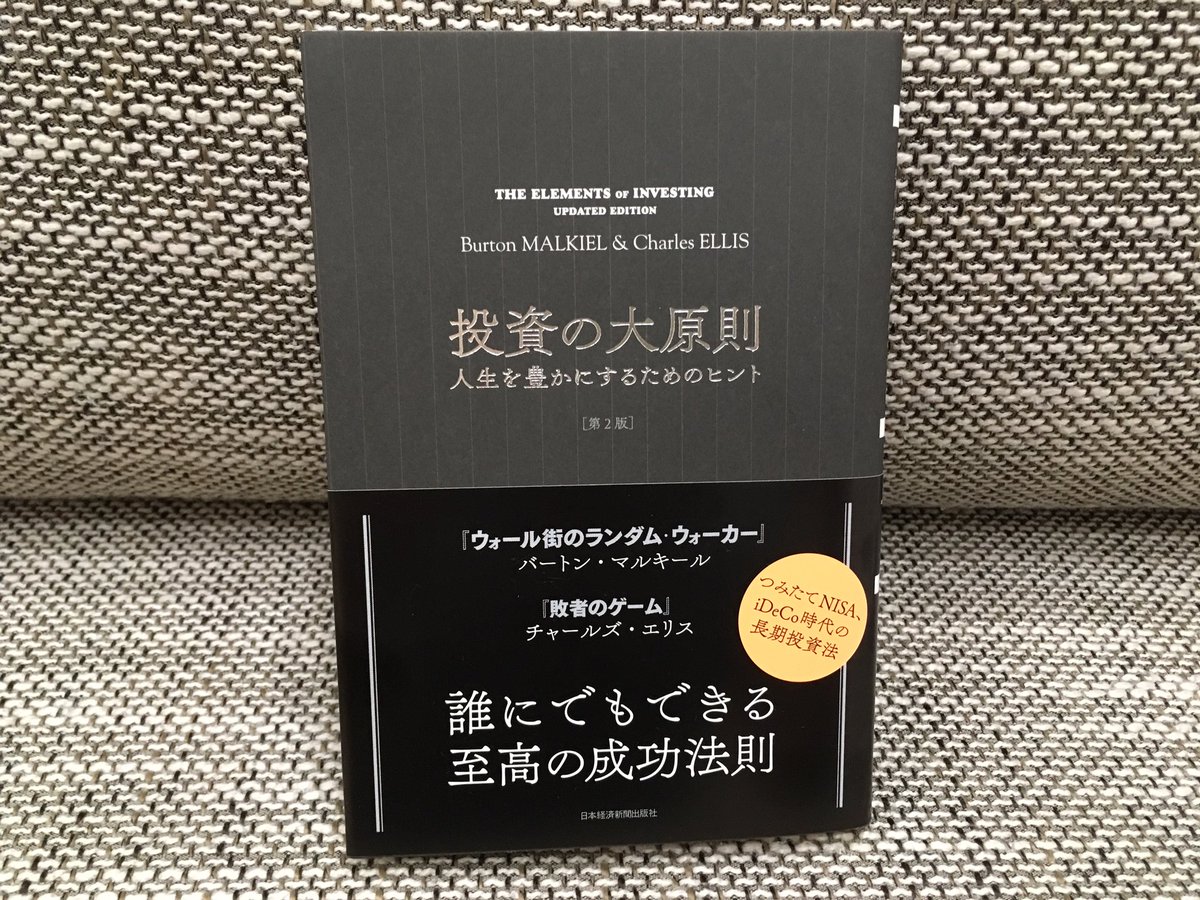 THE ELEMENTS OF INVESTING
UPDATED EDITION
Burton MALKIEL & Charles ELLIS
投資の大原則
人生を豊かにするためのヒント
[第2版]
『ウォール街のランダム・ウォーカー』
バートン・マルキール
『敗者のゲーム』
チャールズ・エリス
つみたてNISA、
iDeCo時代の
長期投資法
誰にでもできる
至高の成功法則
日本経済新聞出版社